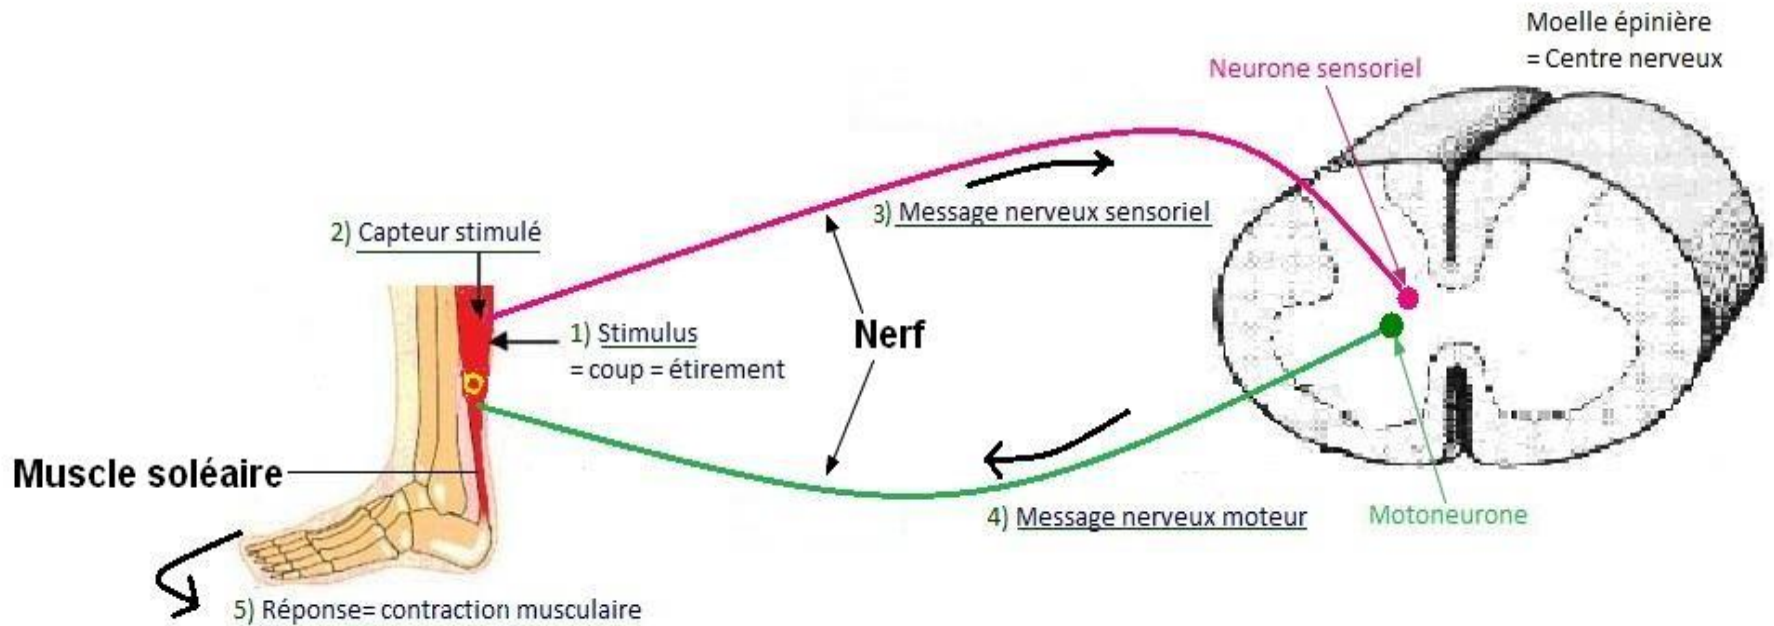 Moelle épinière
= Centre nerveux
Neurone sensoriel
3) Message nerveux sensoriel
2) Capteur stimulé
1) Stimulus
= coup = étirement
Nerf
Muscle soléaire
4) Message nerveux moteur
Motoneurone
5) Réponse= contraction musculaire